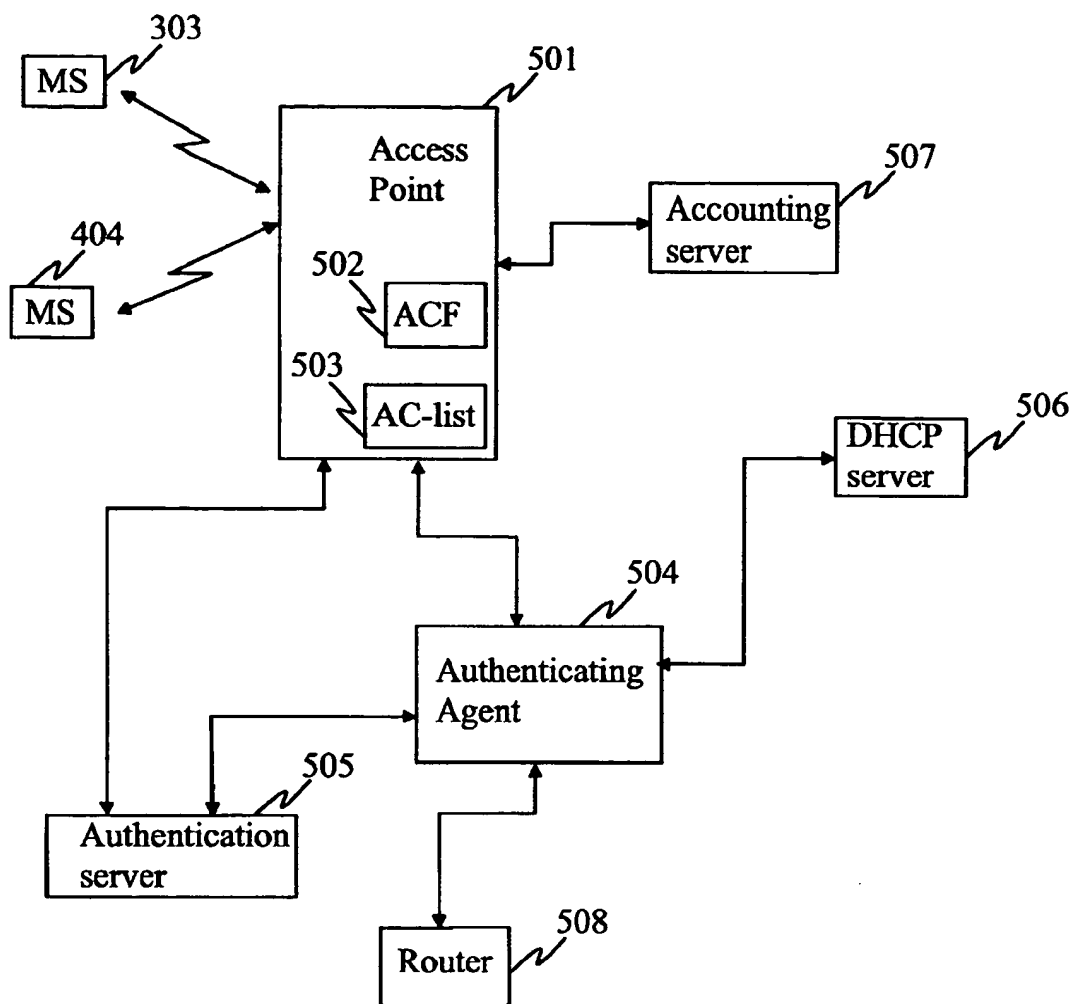 303
MS
501
Access
Point
507
Accounting
server
404
MS
502
ACF
503
AC-list
506
DHCP
server
504
Authenticating
Agent
505
Authentication
server
508
Router